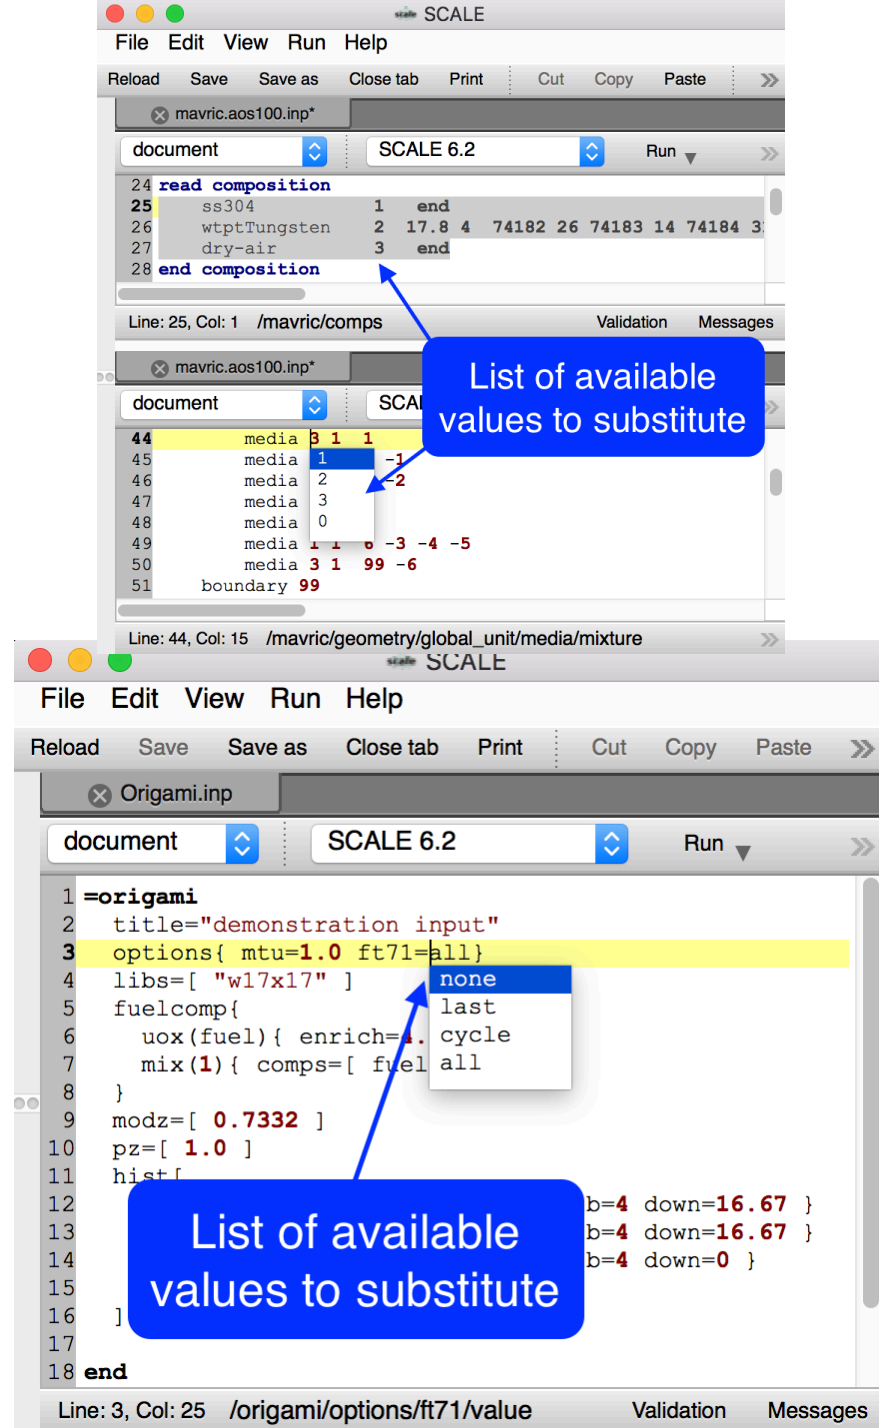 scale SCALE
File Edit View Run Help
Reload Save Save as Close tab Print Cut Copy Paste »
mavric.aos100.inp*
document SCALE 6.2 Run »
24 read composition
25 ss304 1 end
26 wtptTungsten 2 17.8 4 74182 26 74183 14 74184
27 dry-air 3 end
28 end composition
Line: 25, Col: 1 /mavric/comps Validation Messages
mavric.aos100.inp*
List of available
values to substitute
document »
44 media 3 1 1
45 media -1
46 media -2
47 media
48 media
49 media 1 1 6 -3 -4 -5
50 media 3 1 99 -6
51 boundary 99
1
2
3
0
Line: 44, Col: 15 /mavric/geometry/global_unit/media/mixture »
scale SCALE
File Edit View Run Help
Reload Save Save as Close tab Print Cut Copy Paste »
Origami.inp
document SCALE 6.2 Run »
1 =origami
2 title="demonstration input"
3 options{ mtu=1.0 ft71=all}
4 libs=[ "w17x17" ]
5 fuelcomp{
6 uox(fuel){ enrich=4.
7 mix(1){ comps=[ fuel
8 }
9 modz=[ 0.7332 ]
10 pz=[ 1.0 ]
11 hist[
12 b=4 down=16.67 }
13 b=4 down=16.67 }
14 b=4 down=0 }
15
16 ]
17
18 end
none
last
cycle
all
List of available
values to substitute
Line: 3, Col: 25 /origami/options/ft71/value Validation Messages